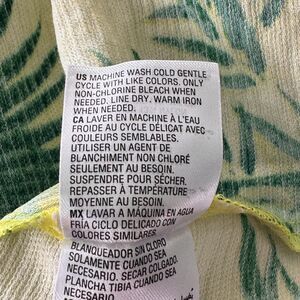 US MACHINE WASH COLD GENTLE
CYCLE WITH LIKE COLORS. ONLY
NON-CHLORINE BLEACH WHEN
NEEDED. LINE DRY. WARM IRON
WHEN NEEDED.
CA LAVER EN MACHINE À L'EAU
FROIDE AU CYCLE DÉLICAT AVEC
COULEURS SEMBLABLES.
UTILISER UN AGENT DE
BLANCHIMENT NON CHLORÉ
SEULEMENT AU BESOIN.
SUSPENDRE POUR SÉCHER.
REPASSER À TEMPÉRATURE
MOYENNE AU BESOIN.
MX LAVAR A MÁQUINA EN AGUA
FRÍA CICLO DELICADO CON
COLORES SIMILARES.
BLANQUEADOR SIN CLORO
SOLAMENTE CUANDO SEA
NECESARIO. SECAR COLGADO.
PLANCHA TIBIA CUANDO SEA
NECESARIO